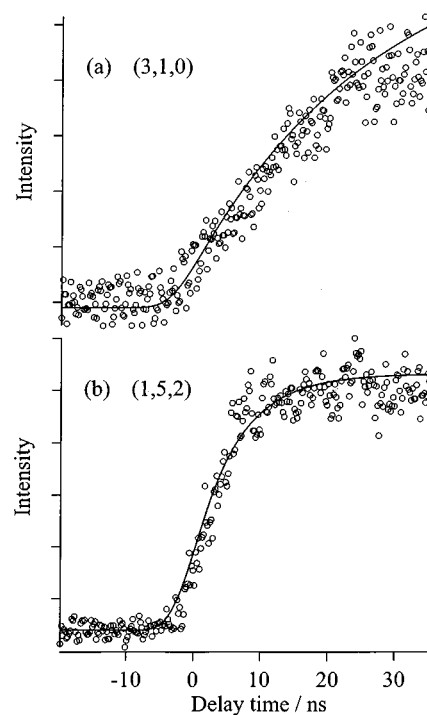 (a) (3,1,0)
Intensity
(b) (1,5,2)
Intensity
-10 0 10 20 30
Delay time / ns